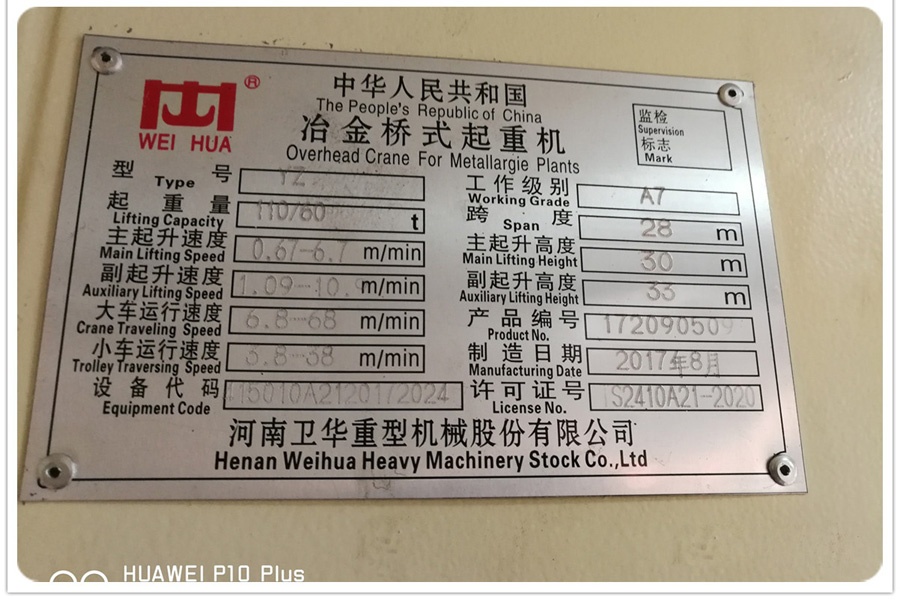 WEI HUA ®
中华人民共和国
The People's Republic of China
冶金桥式起重机
Overhead Crane For Metallargie Plants
监检
Supervision
标志
Mark
型 号 YZ
Type
起重量 110/60 t
Lifting Capacity
主起升速度 0.67-6.7 m/min
Main Lifting Speed
副起升速度 1.09-10.9 m/min
Auxiliary Lifting Speed
大车运行速度 6.8-68 m/min
Crane Traveling Speed
小车运行速度 3.8-38 m/min
Trolley Traversing Speed
设备代码
Equipment Code
工作级别 A7
Working Grade
跨 度 28 m
Span
主起升高度 30 m
Main Lifting Height
副起升高度 33 m
Auxiliary Lifting Height
产品编号 172090509
Product No.
制造日期 2017年8月
Manufacturing Date
许可证号
License No.
河南卫华重型机械股份有限公司
Henan Weihua Heavy Machinery Stock Co.,Ltd
HUAWEI P10 Plus